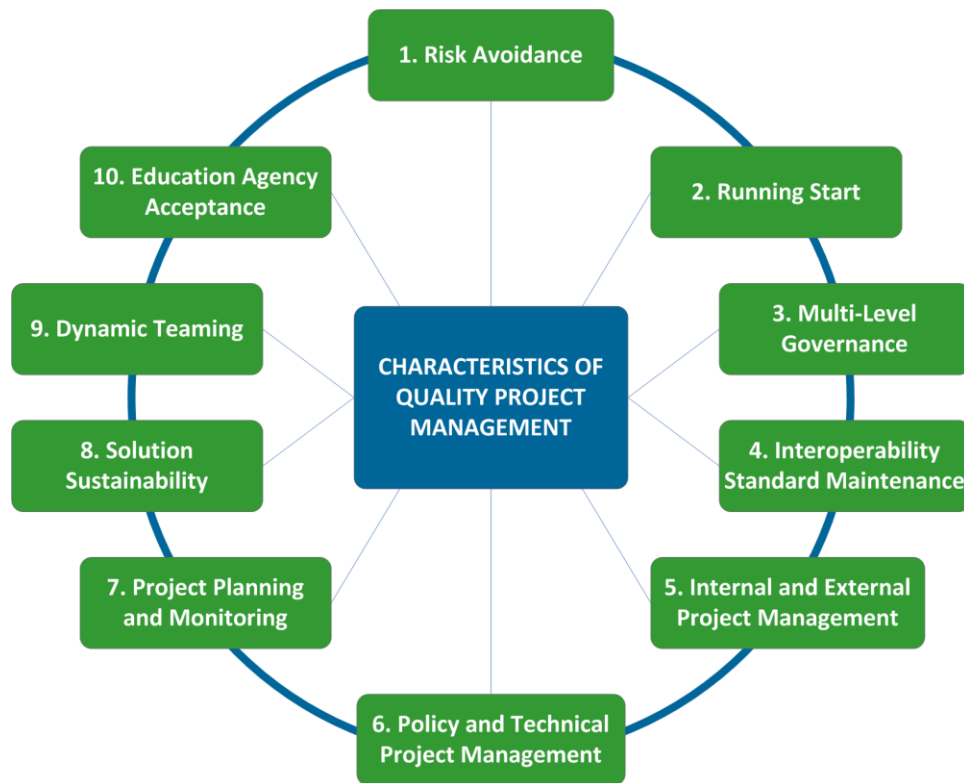 1. Risk Avoidance
2. Running Start
3. Multi-Level
Governance
4. Interoperability
Standard Maintenance
5. Internal and External
Project Management
6. Policy and Technical
Project Management
7. Project Planning
and Monitoring
8. Solution
Sustainability
9. Dynamic Teaming
10. Education Agency
Acceptance
CHARACTERISTICS OF
QUALITY PROJECT
MANAGEMENT